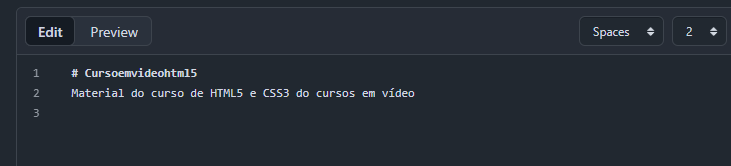 Edit Preview Spaces 2
1 # Cursoemvideohtml5
2 Material do curso de HTML5 e CSS3 do cursos em vídeo
3